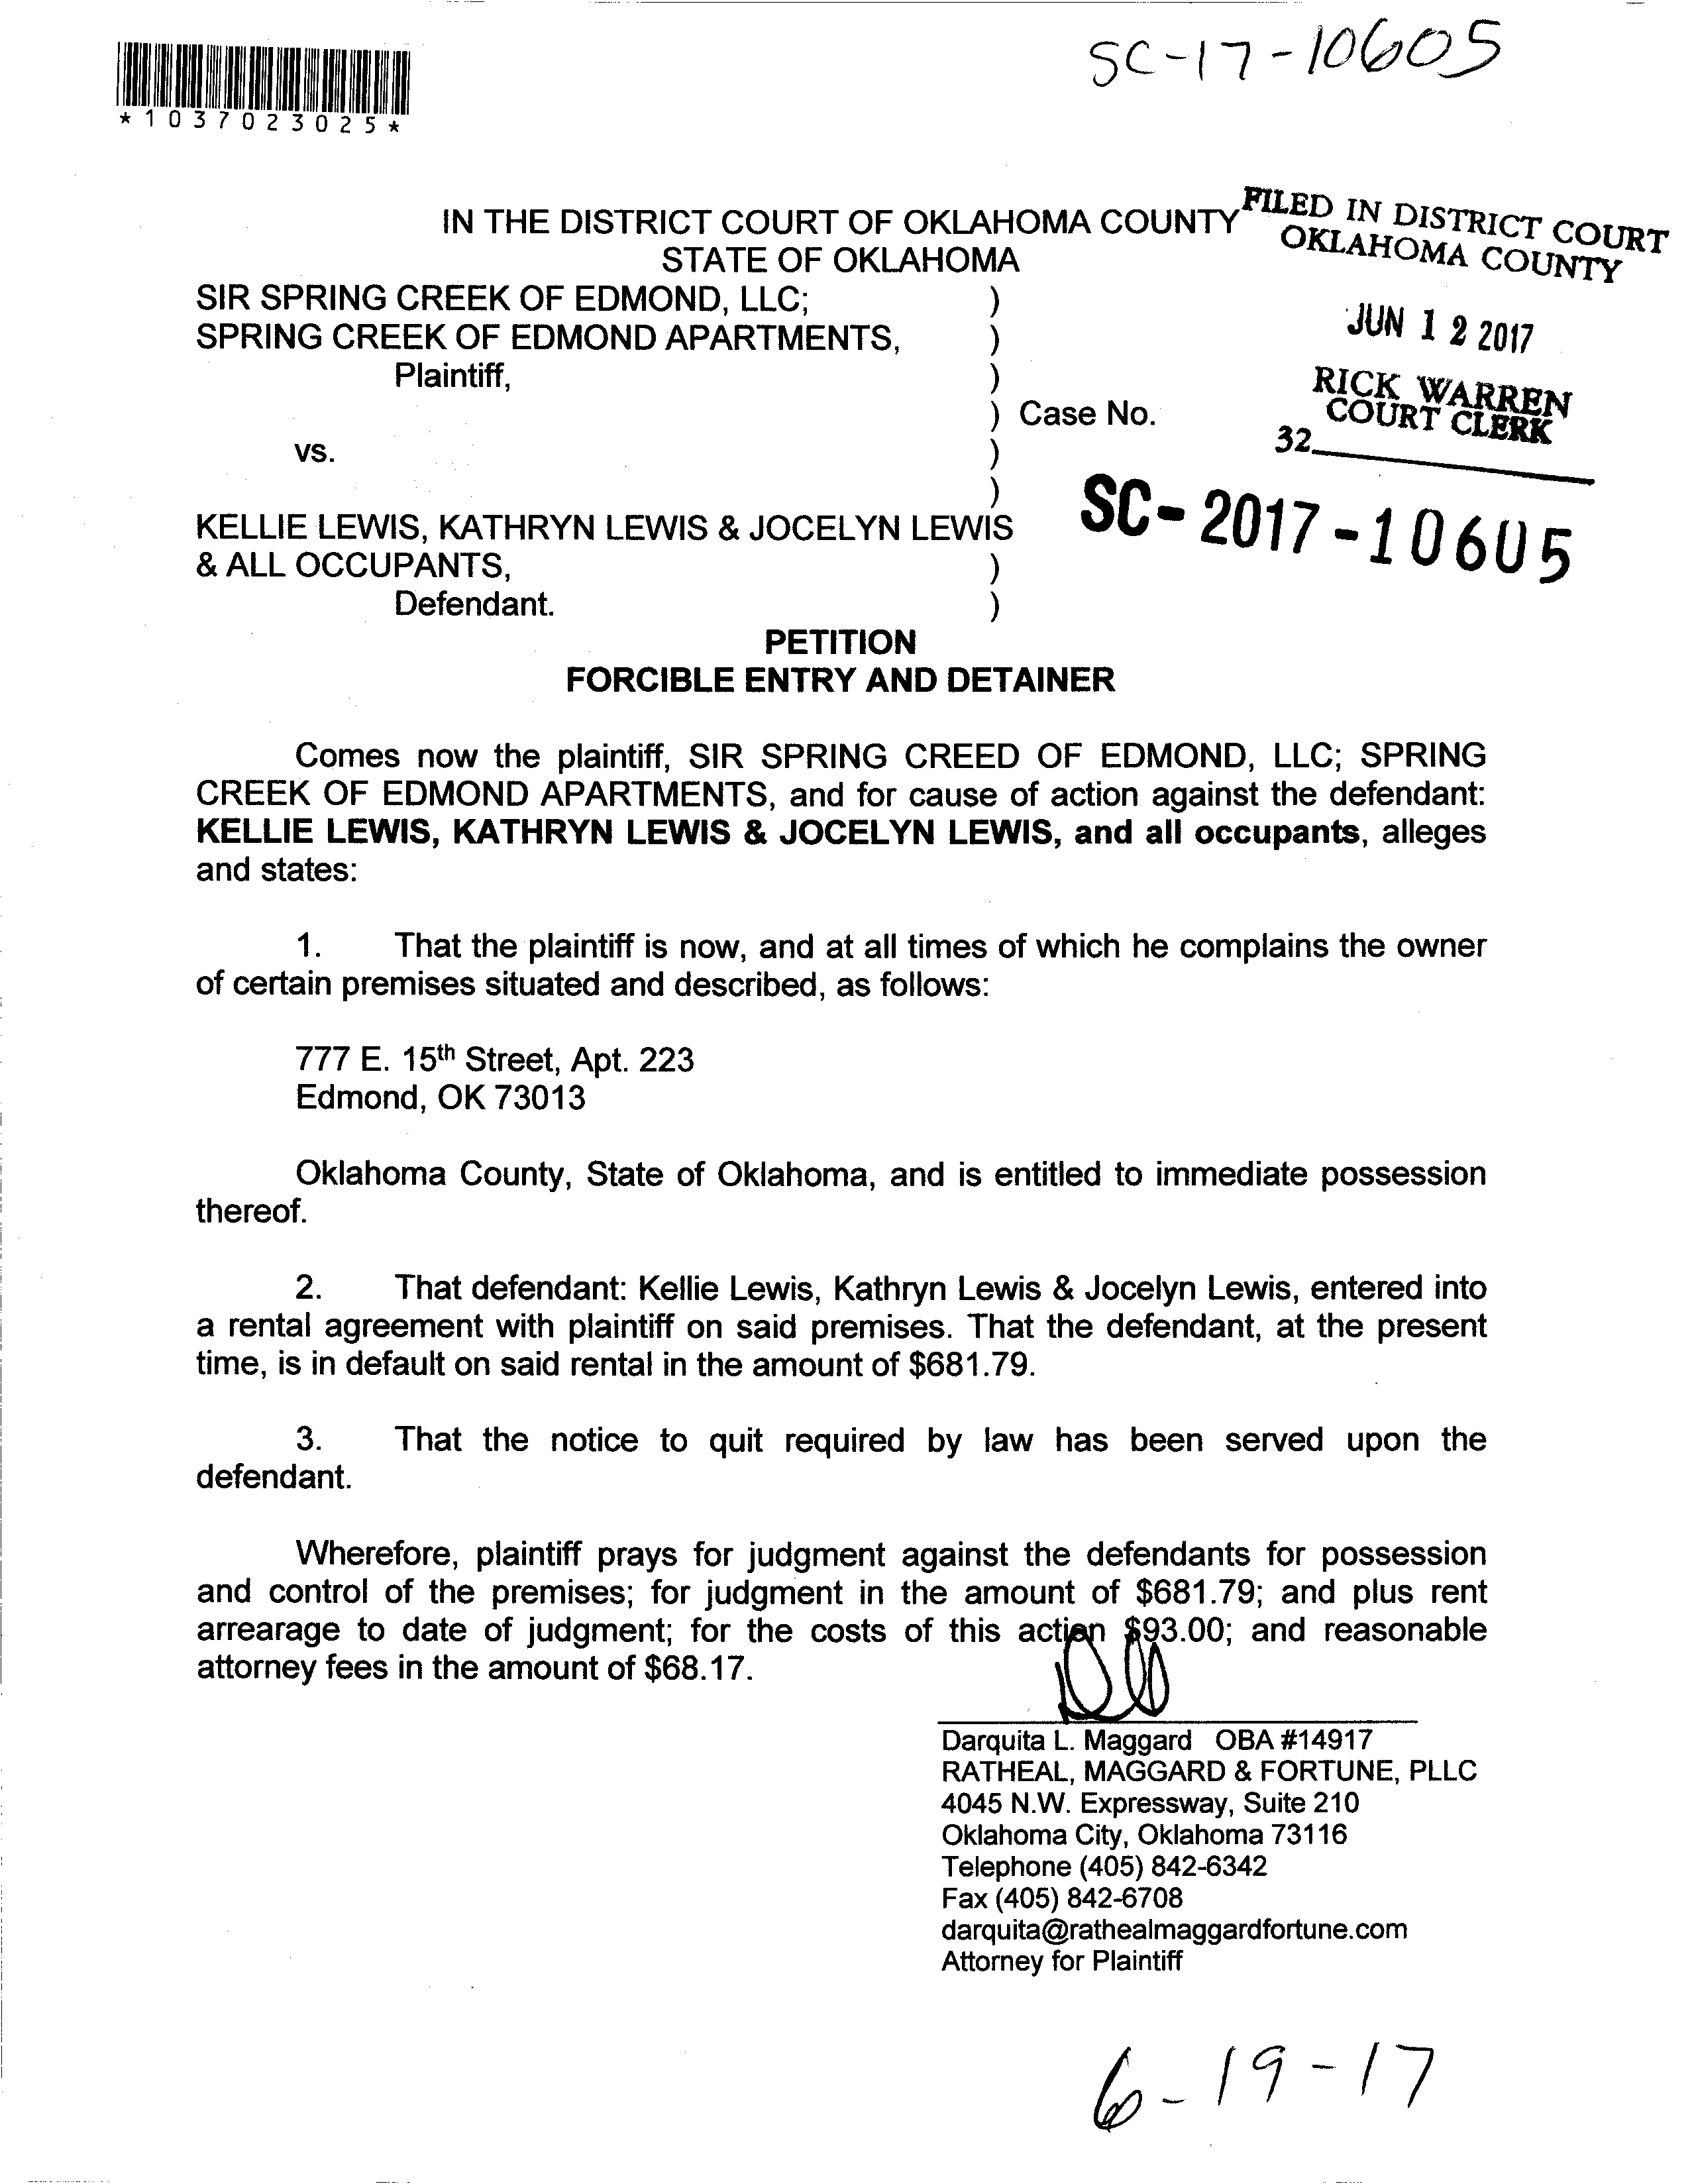 SC-17-10605
*1037023025*
IN THE DISTRICT COURT OF OKLAHOMA COUNTY
STATE OF OKLAHOMA
FILED IN DISTRICT COURT
OKLAHOMA COUNTY
JUN 12 2017
RICK WARREN
COURT CLERK
32
SIR SPRING CREEK OF EDMOND, LLC; )
SPRING CREEK OF EDMOND APARTMENTS, )
Plaintiff, )
) Case No.
vs. )
)
SC-2017-10605
KELLIE LEWIS, KATHRYN LEWIS & JOCELYN LEWIS
& ALL OCCUPANTS, )
Defendant. )
PETITION
FORCIBLE ENTRY AND DETAINER
Comes now the plaintiff, SIR SPRING CREED OF EDMOND, LLC; SPRING
CREEK OF EDMOND APARTMENTS, and for cause of action against the defendant:
KELLIE LEWIS, KATHRYN LEWIS & JOCELYN LEWIS, and all occupants, alleges
and states:
1. That the plaintiff is now, and at all times of which he complains the owner
of certain premises situated and described, as follows:
777 E. 15th Street, Apt. 223
Edmond, OK 73013
Oklahoma County, State of Oklahoma, and is entitled to immediate possession
thereof.
2. That defendant: Kellie Lewis, Kathryn Lewis & Jocelyn Lewis, entered into
a rental agreement with plaintiff on said premises. That the defendant, at the present
time, is in default on said rental in the amount of $681.79.
3. That the notice to quit required by law has been served upon the
defendant.
Wherefore, plaintiff prays for judgment against the defendants for possession
and control of the premises; for judgment in the amount of $681.79; and plus rent
arrearage to date of judgment; for the costs of this action $93.00; and reasonable
attorney fees in the amount of $68.17.
Darquita L. Maggard OBA #14917
RATHEAL, MAGGARD & FORTUNE, PLLC
4045 N.W. Expressway, Suite 210
Oklahoma City, Oklahoma 73116
Telephone (405) 842-6342
Fax (405) 842-6708
darquita@rathealmaggardfortune.com
Attorney for Plaintiff
6-19-17